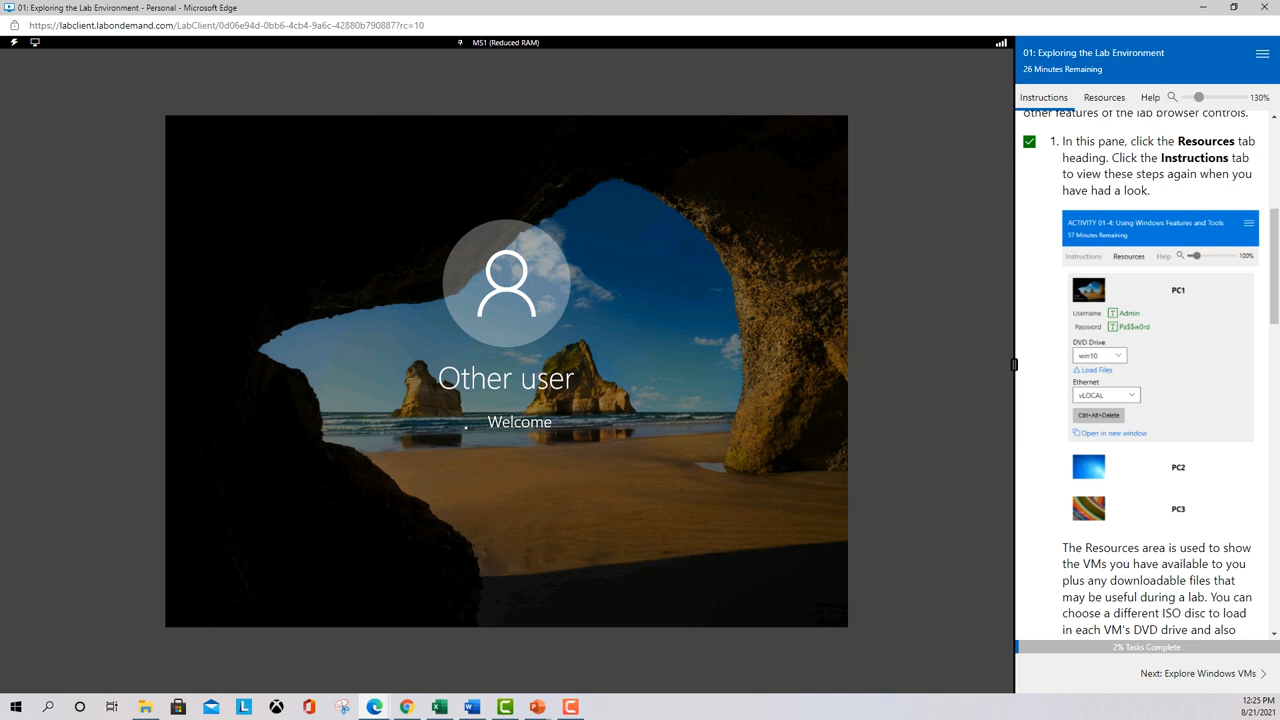 01: Exploring the Lab Environment - Personal - Microsoft Edge
https://labclient.labondemand.com/LabClient/0d06e94d-0bb6-4cb4-9a6c-42880b790887?rc=10
MS1 (Reduced RAM)
Other user
Welcome
01: Exploring the Lab Environment
26 Minutes Remaining
Instructions Resources Help 130%
other features of the lab browser controls.
1. In this pane, click the Resources tab
heading. Click the Instructions tab
to view these steps again when you
have had a look.
ACTIVITY 01-4: Using Windows Features and Tools
57 Minutes Remaining
Instructions Resources Help 100%
PC1
Username T Admin
Password T Pa$$w0rd
DVD Drive
win10
Load Files
Ethernet
vLOCAL
Ctrl+Alt+Delete
Open in new window
PC2
PC3
The Resources area is used to show
the VMs you have available to you
plus any downloadable files that
may be useful during a lab. You can
choose a different ISO disc to load
in each VM's DVD drive and also
2% Tasks Complete
Next: Explore Windows VMs
12:25 PM
8/21/2021